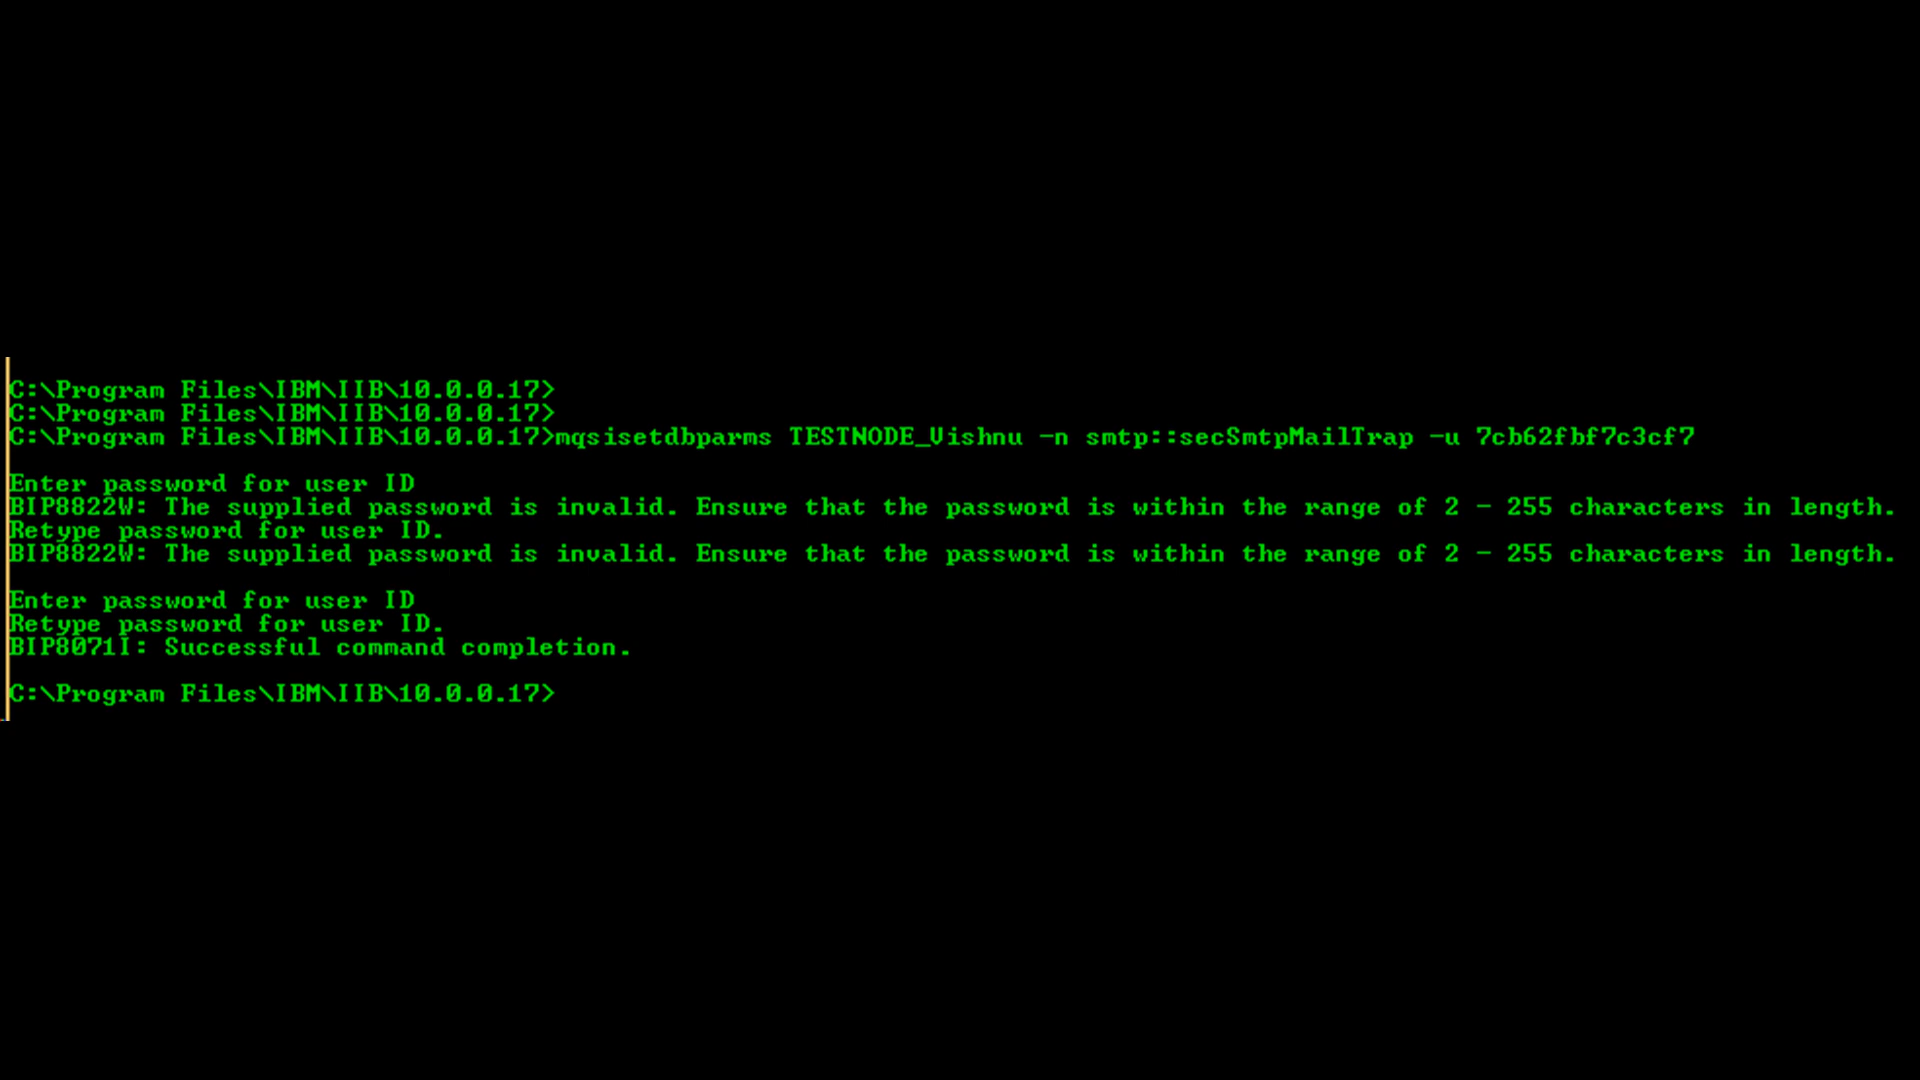 C:\Program Files\IBM\IIB\10.0.0.17>
C:\Program Files\IBM\IIB\10.0.0.17>
C:\Program Files\IBM\IIB\10.0.0.17>mqsisetdbparms TESTNODE_Vishnu -n smtp::secSmtpMailTrap -u 7cb62fbf7c3cf7
Enter password for user ID
BIP8822W: The supplied password is invalid. Ensure that the password is within the range of 2 - 255 characters in length.
Retype password for user ID.
BIP8822W: The supplied password is invalid. Ensure that the password is within the range of 2 - 255 characters in length.
Enter password for user ID
Retype password for user ID.
BIP8071I: Successful command completion.
C:\Program Files\IBM\IIB\10.0.0.17>